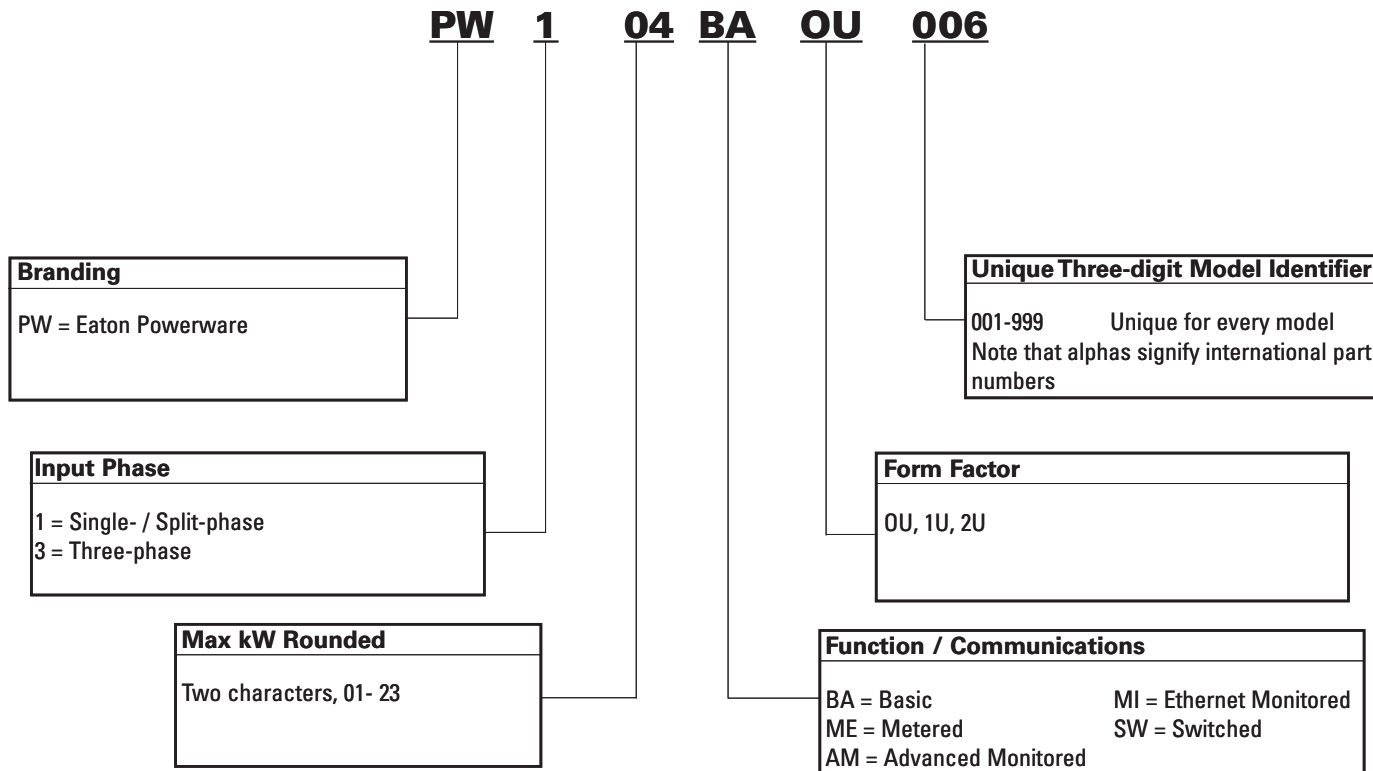 PW 1 04 BA OU 006
Branding
PW = Eaton Powerware
Unique Three-digit Model Identifier
001-999 Unique for every model
Note that alphas signify international part
numbers
Input Phase
1 = Single- / Split-phase
3 = Three-phase
Form Factor
0U, 1U, 2U
Max kW Rounded
Two characters, 01- 23
Function / Communications
BA = Basic MI = Ethernet Monitored
ME = Metered SW = Switched
AM = Advanced Monitored